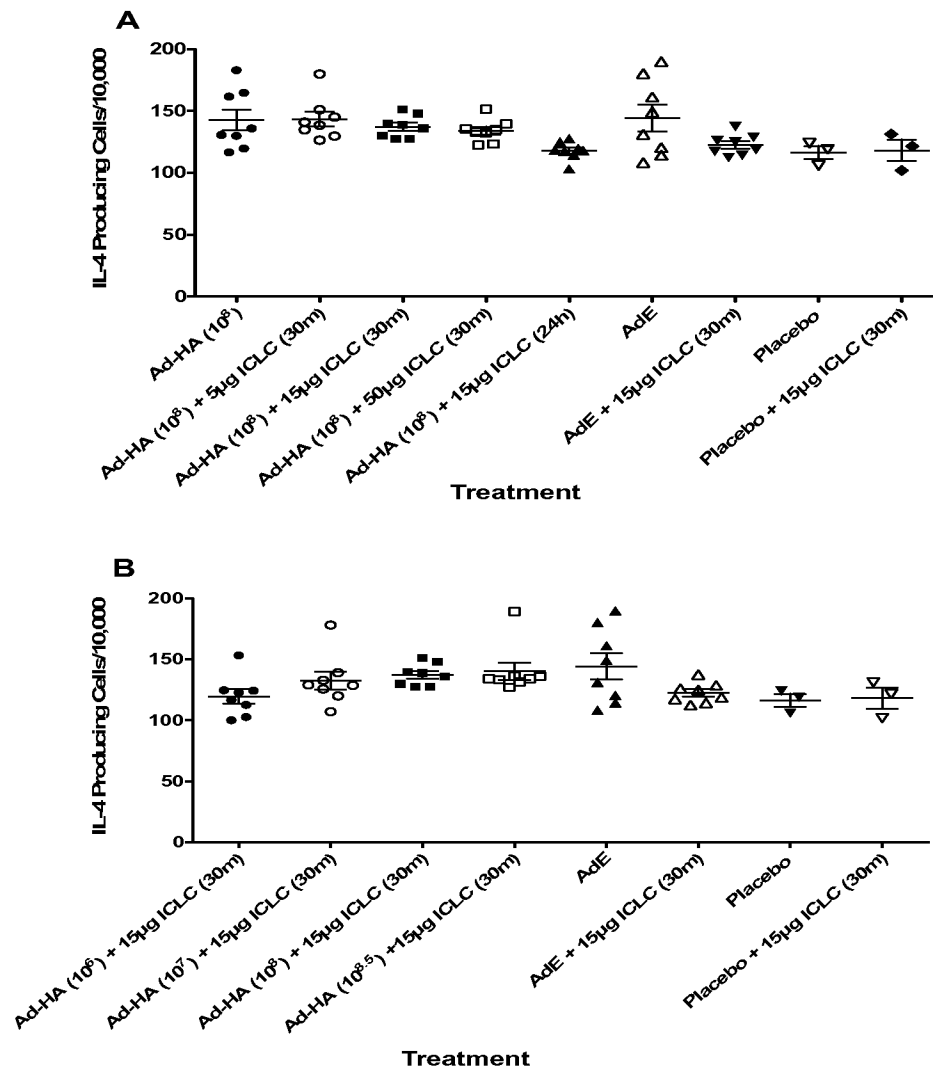 A
IL-4 Producing Cells/10,000
200
150
100
50
0
Ad-HA (10⁸)
Ad-HA (10⁸) + 5µg ICLC (30m)
Ad-HA (10⁸) + 15µg ICLC (30m)
Ad-HA (10⁸) + 50µg ICLC (30m)
Ad-HA (10⁸) + 15µg ICLC (24h)
AdE
AdE + 15µg ICLC (30m)
Placebo
Placebo + 15µg ICLC (30m)
Treatment
B
IL-4 Producing Cells/10,000
200
150
100
50
0
Ad-HA (10⁶) + 15µg ICLC (30m)
Ad-HA (10⁷) + 15µg ICLC (30m)
Ad-HA (10⁸) + 15µg ICLC (30m)
Ad-HA (10⁸·⁵) +15µg ICLC (30m)
AdE
AdE + 15µg ICLC (30m)
Placebo
Placebo + 15µg ICLC (30m)
Treatment